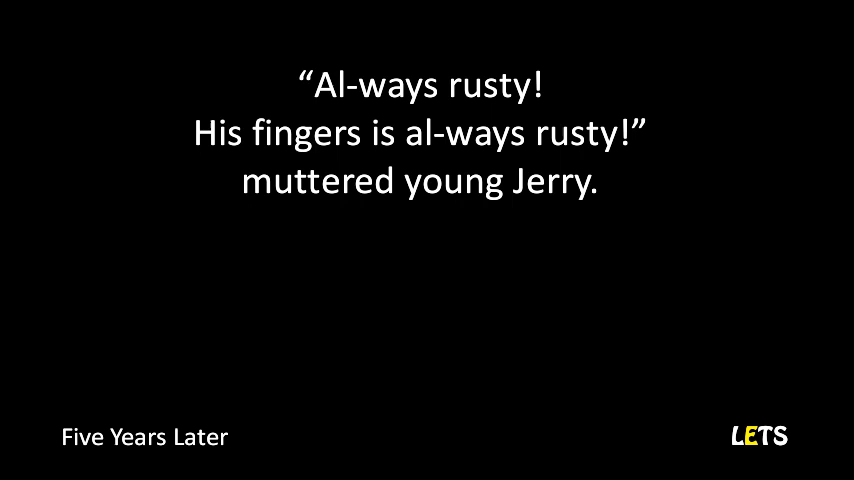 “Al-ways rusty!
His fingers is al-ways rusty!”
muttered young Jerry.
Five Years Later
LETS